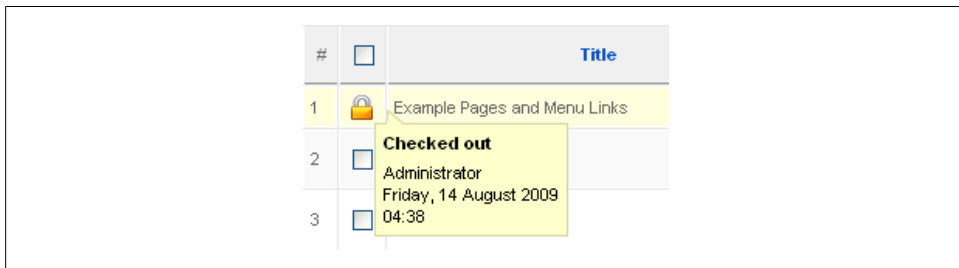 # Title
1 Example Pages and Menu Links
Checked out
2
Administrator
Friday, 14 August 2009
3
04:38